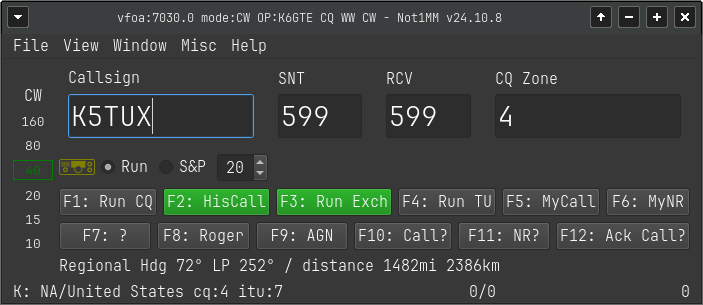 vfoa:7030.0 mode:CW OP:K6GTE CQ WW CW - Not1MM v24.10.8
File View Window Misc Help
Callsign SNT RCV CQ Zone
CW
K5TUX 599 599 4
160
80
40
Run S&P 20
20
F1: Run CQ F2: HisCall F3: Run Exch F4: Run TU F5: MyCall F6: MyNR
15
10
F7: ? F8: Roger F9: AGN F10: Call? F11: NR? F12: Ack Call?
Regional Hdg 72° LP 252° / distance 1482mi 2386km
K: NA/United States cq:4 itu:7 0/0 0